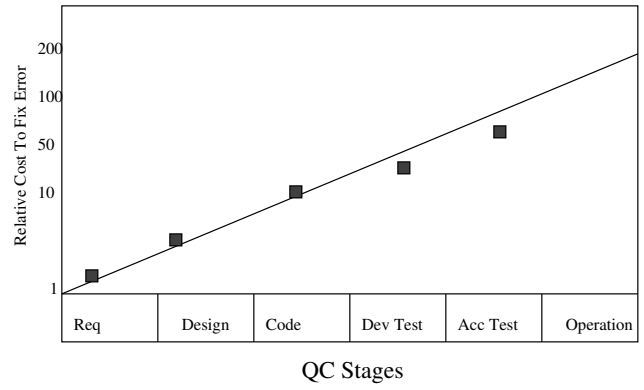 Relative Cost To Fix Error
200
100
50
10
1
Req Design Code Dev Test Acc Test Operation
QC Stages